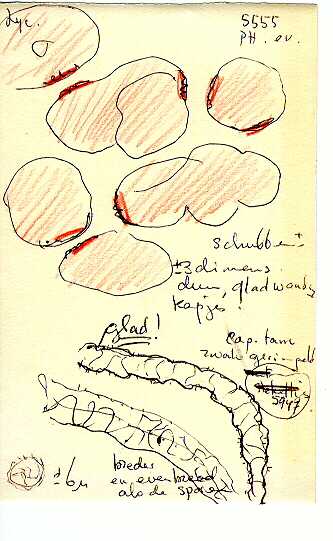 Lyc.
5555
PH. ov.
schubben ±
±3 dimens.
dun, gladwandig
kapjes!
glad!
Cap. tam
zwak gerimpeld
5947
± 6µ
breder
en even breed
als de sporen